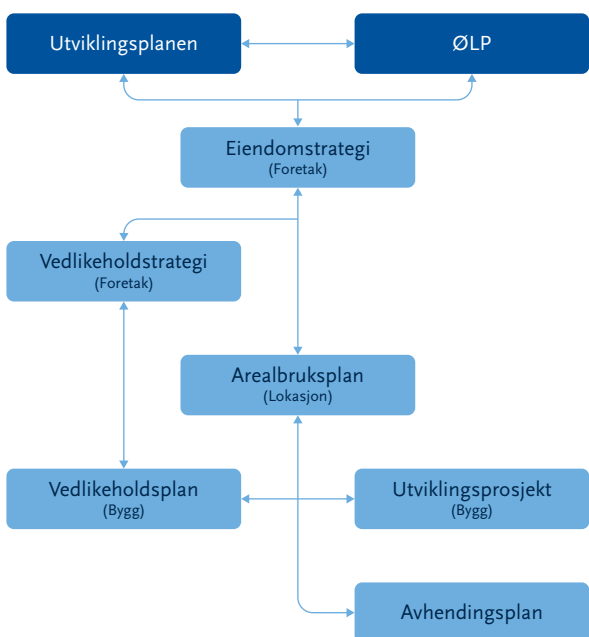 Utviklingsplanen
ØLP
Eiendomstrategi
(Foretak)
Vedlikeholdstrategi
(Foretak)
Arealbruksplan
(Lokasjon)
Vedlikeholdsplan
(Bygg)
Utviklingsprosjekt
(Bygg)
Avhendingsplan